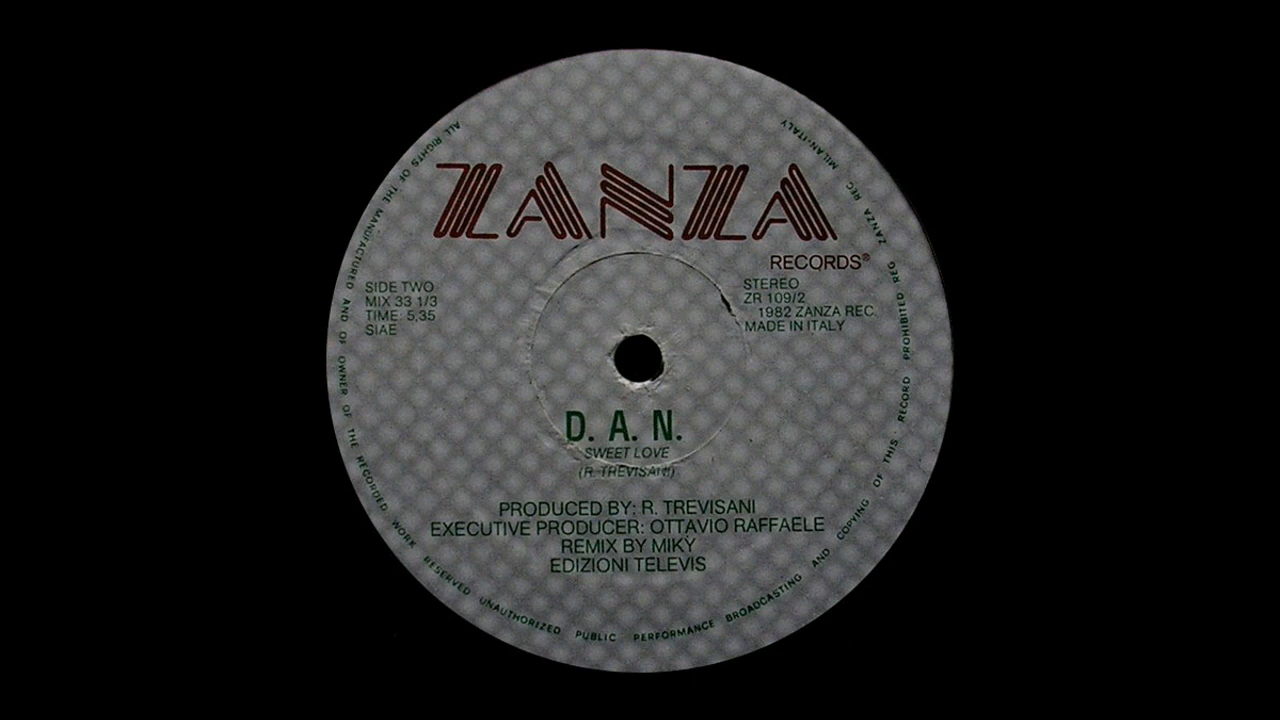 ZANZA
RECORDS®
SIDE TWO
MIX 33 1/3
TIME: 5,35
SIAE
STEREO
ZR 109/2
1982 ZANZA REC.
MADE IN ITALY
D. A. N.
SWEET LOVE
(R. TREVISANI)
PRODUCED BY: R. TREVISANI
EXECUTIVE PRODUCER: OTTAVIO RAFFAELE
REMIX BY MIKY
EDIZIONI TELEVIS
ALL RIGHTS OF THE MANUFACTURED AND OF OWNER OF THE RECORDED WORK RESERVED UNAUTHORIZED PUBLIC PERFORMANCE BROADCASTING AND COPYING OF THIS RECORD PROHIBITED REG ZANZA REC MILAN-ITALY